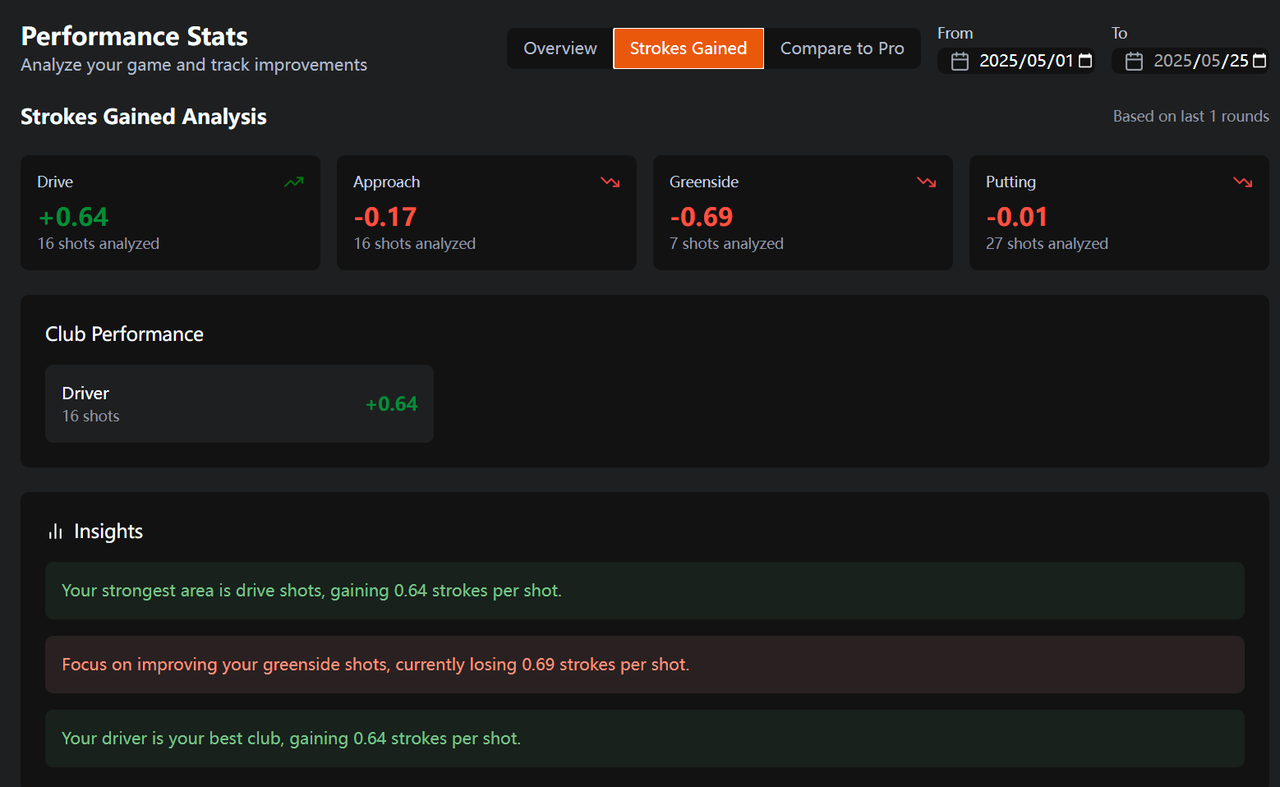 Performance Stats
Analyze your game and track improvements
Overview
Strokes Gained
Compare to Pro
From
2025/05/01
To
2025/05/25
Strokes Gained Analysis
Based on last 1 rounds
Drive
+0.64
16 shots analyzed
Approach
-0.17
16 shots analyzed
Greenside
-0.69
7 shots analyzed
Putting
-0.01
27 shots analyzed
Club Performance
Driver
16 shots
+0.64
Insights
Your strongest area is drive shots, gaining 0.64 strokes per shot.
Focus on improving your greenside shots, currently losing 0.69 strokes per shot.
Your driver is your best club, gaining 0.64 strokes per shot.